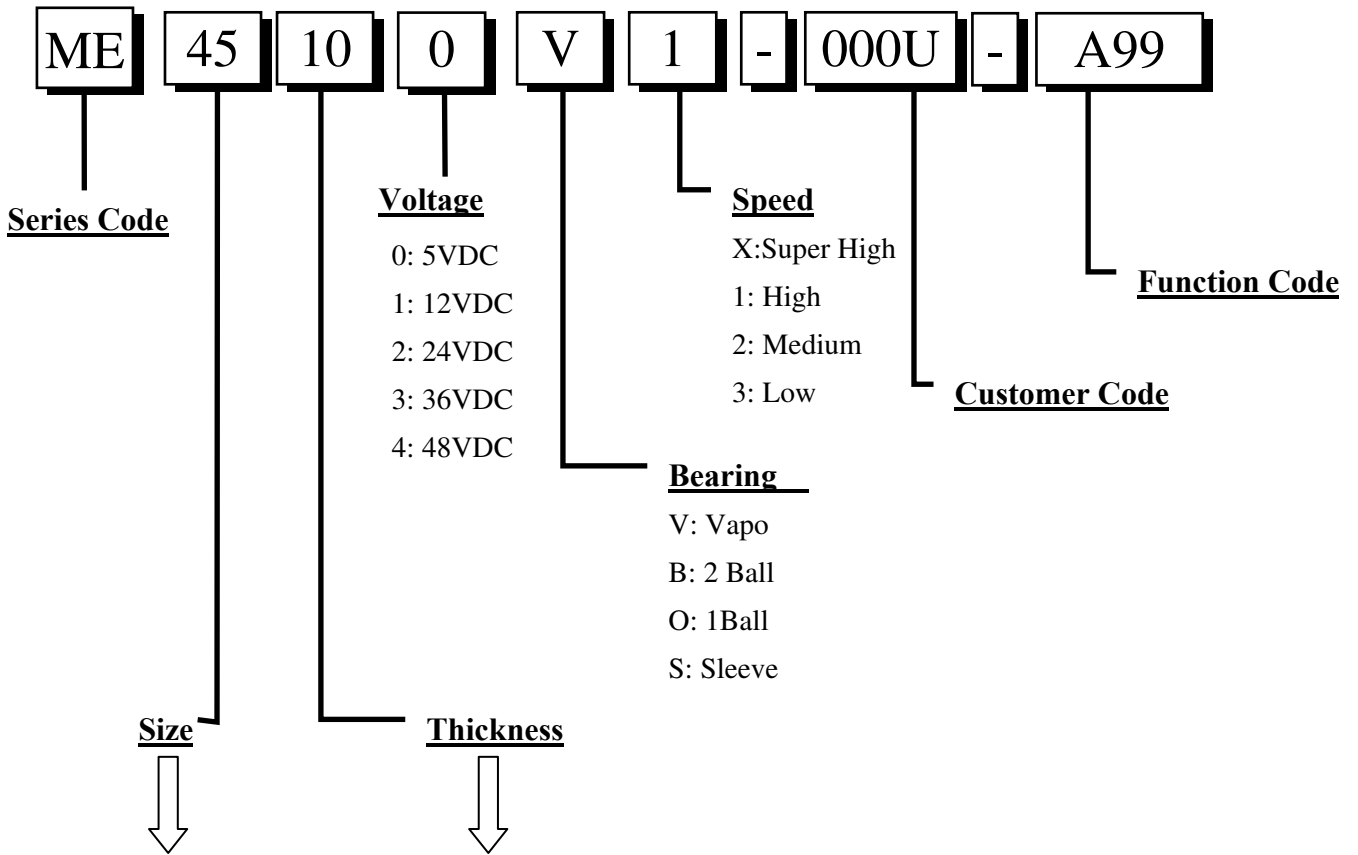 ME 45 10 0 V 1 - 000U - A99
Series Code
Voltage
0: 5VDC
1: 12VDC
2: 24VDC
3: 36VDC
4: 48VDC
Speed
X:Super High
1: High
2: Medium
3: Low
Function Code
Customer Code
Bearing
V: Vapo
B: 2 Ball
O: 1Ball
S: Sleeve
Size
Thickness